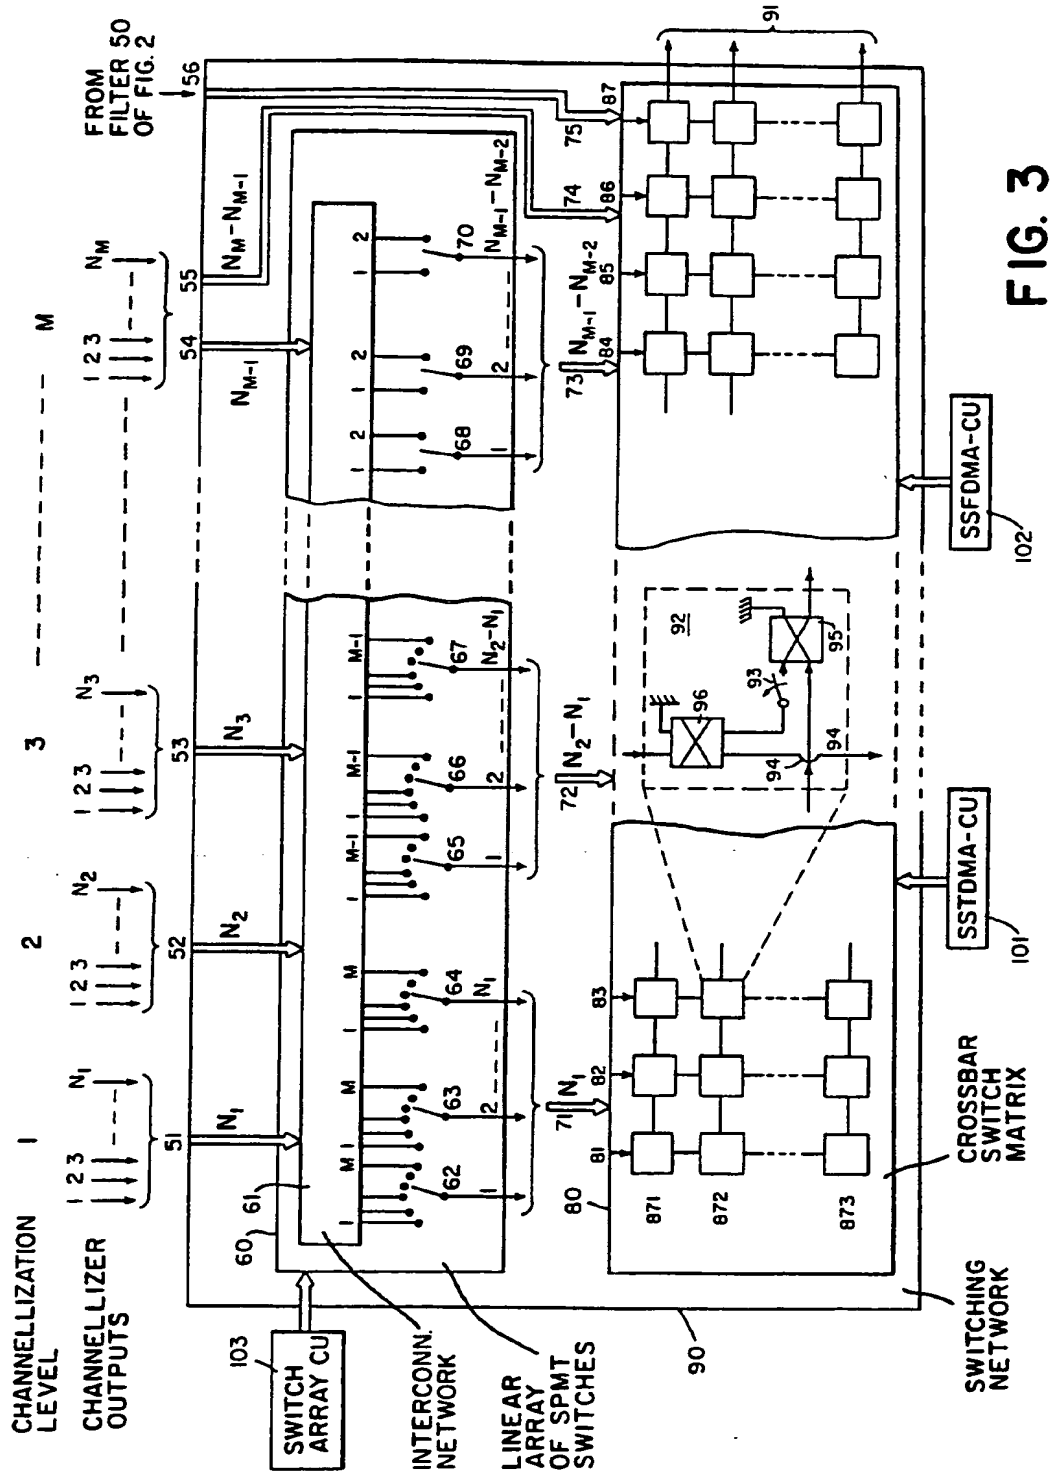 CHANNELLIZATION
LEVEL
1
2
3
M
CHANNELLIZER
OUTPUTS
1 2 3 N1
1 2 3 N2
1 2 3 N3
1 2 3 NM
FROM
FILTER 50
OF FIG. 2
51
52
53
54
55
56
N1
N2
N3
NM-1
NM-NM-1
103
SWITCH
ARRAY CU
60
61
1 M 1 M 1 M
1 M-1 1 M-1 1 M-1
1 2 1 2 1 2
62
63
64
65
66
67
68
69
70
1 2 N1
1 2 N2-N1
1 2 NM-1-NM-2
INTERCONN.
NETWORK
LINEAR
ARRAY
OF SPMT
SWITCHES
71 N1
72 N2-N1
73 NM-1-NM-2
74
75
80
81
82
83
84
85
86
87
871
872
873
92
93
94
94
95
96
91
90
SWITCHING
NETWORK
CROSSBAR
SWITCH
MATRIX
SSTDMA-CU
101
SSFDMA-CU
102
FIG. 3